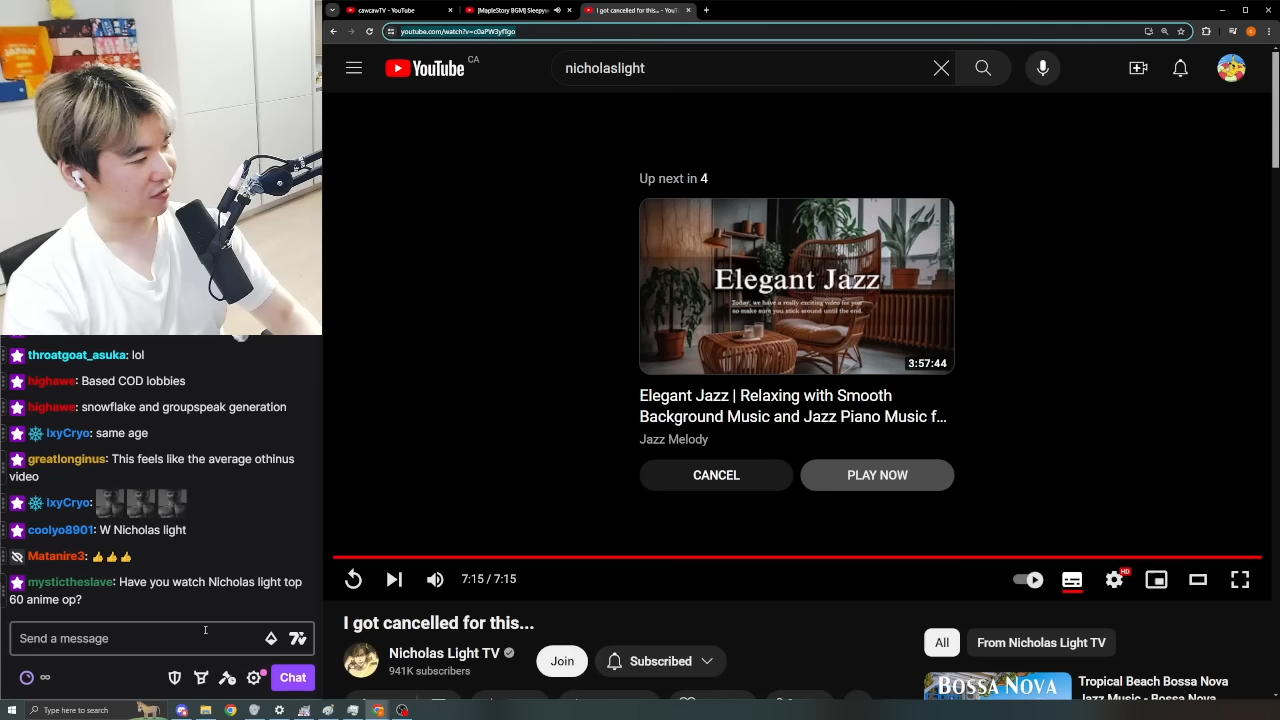 cawcawTV - YouTube
[MapleStory BGM] Sleepyw
I got cancelled for this... - YouT
youtube.com/watch?v=c0aPW3yfTgo
YouTube CA
nicholaslight
Up next in 4
Elegant Jazz
Today, we have a really exciting video for you
so make sure you stick around until the end.
3:57:44
Elegant Jazz | Relaxing with Smooth
Background Music and Jazz Piano Music f...
Jazz Melody
CANCEL
PLAY NOW
7:15 / 7:15
HD
I got cancelled for this...
Nicholas Light TV
941K subscribers
Join
Subscribed
All
From Nicholas Light TV
BOSSA NOVA
Tropical Beach Bossa Nova
Jazz Music - Bossa Nova
throatgoat_asuka: lol
highawe: Based COD lobbies
highawe: snowflake and groupspeak generation
IxyCryo: same age
greatlonginus: This feels like the average othinus
video
IxyCryo:
coolyo8901: W Nicholas light
Matanire3: 👍👍👍
mystictheslave: Have you watch Nicholas light top
60 anime op?
Send a message
Chat
Type here to search